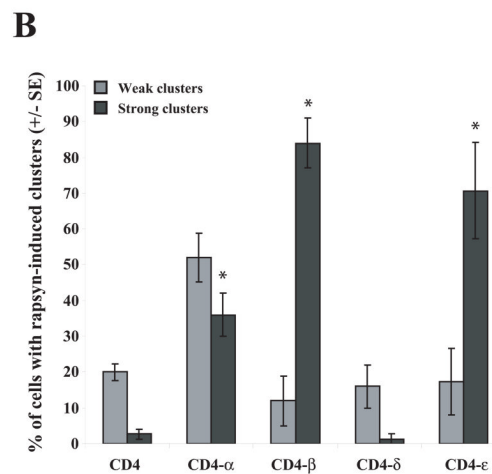 B
% of cells with rapsyn-induced clusters (+/- SE)
100
90
80
70
60
50
40
30
20
10
0
Weak clusters
Strong clusters
*
*
*
CD4 CD4-α CD4-β CD4-δ CD4-ε